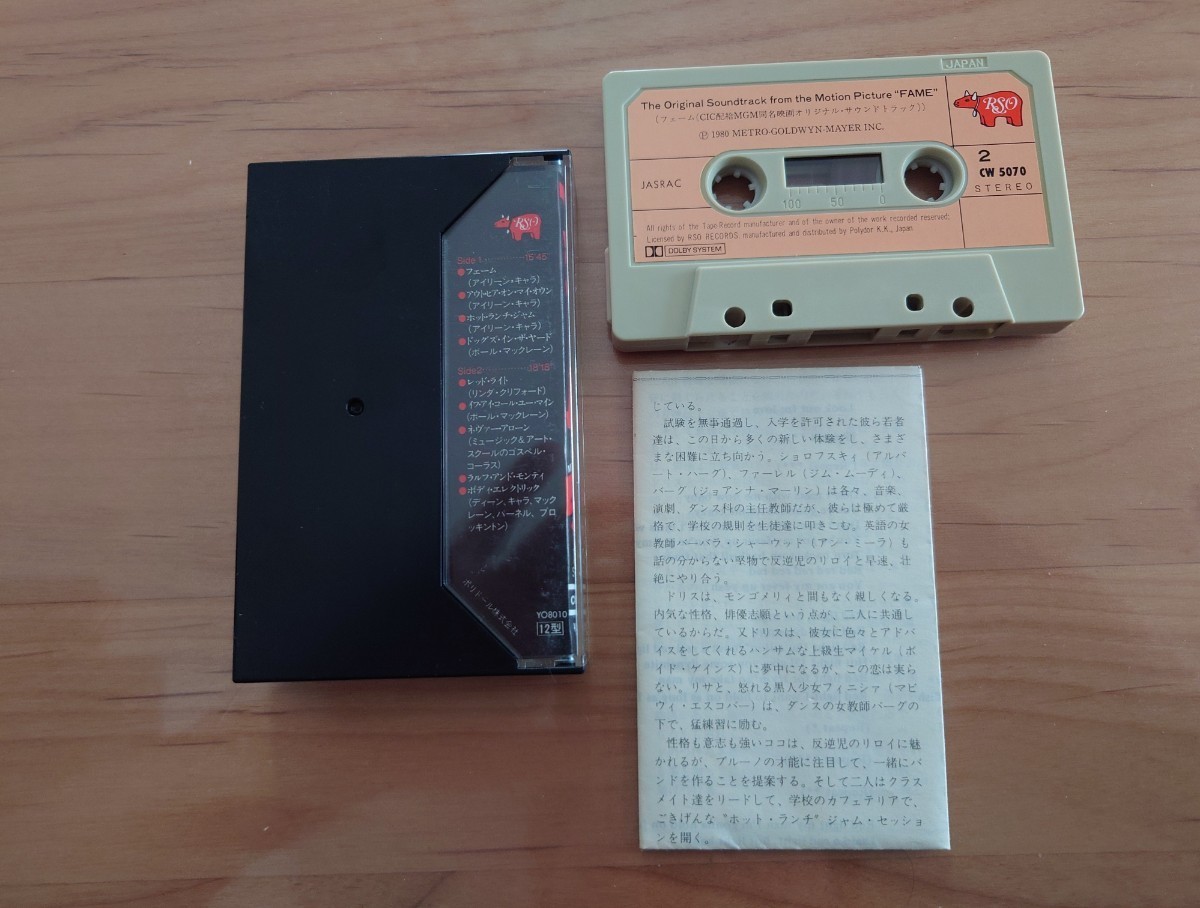 RSO
Side 1 15'45"
●フェーム
(アイリーン・キャラ)
●アウト・ヒア・オン・マイ・オウン
(アイリーン・キャラ)
●ホット・ランチ・ジャム
(アイリーン・キャラ)
●ドッグズ・イン・ザ・ヤード
(ポール・マックレーン)
Side2 18'18"
●レッド・ライト
(リンダ・クリフォード)
●イフ・アイ・コール・ユー・マイン
(ポール・マックレーン)
●ネヴァー・アローン
(ミュージック&アート・
スクールのゴスペル・
コーラス)
●ラルフ・アンド・モンティ
●ボディ・エレクトリック
(ディーン、キャラ、マック
レーン、パーネル、ブロ
ッキントン)
ポリドール株式会社
YO8010
12型
JAPAN
The Original Soundtrack from the Motion Picture "FAME"
(フェーム(CIC配給MGM同名映画オリジナル・サウンドトラック))
Ⓟ 1980 METRO-GOLDWYN-MAYER INC.
RSO
JASRAC
100 50 0
2
CW 5070
STEREO
All rights of the Tape Record manufacturer and of the owner of the work recorded reserved.
Licensed by RSO RECORDS manufactured and distributed by Polydor K.K., Japan.
DOLBY SYSTEM
じている。
試験を無事通過し、入学を許可された彼ら若者
達は、この日から多くの新しい体験をし、さまざ
まな困難に立ち向かう。ショロフスキィ(アルバ
ート・ハーグ)、ファーレル(ジム・ムーディ)、
バーグ(ジョアンナ・マーリン)は各々、音楽、
演劇、ダンス科の主任教師だが、彼らは極めて厳
格で、学校の規則を生徒達に叩きこむ。英語の女
教師バーバラ・シャーウッド(アン・ミーラ)も
話の分からない堅物で反逆児のリロイと早速、壮
絶にやり合う。
ドリスは、モンゴメリィと間もなく親しくなる。
内気な性格、俳優志願という点が、二人に共通し
ているからだ。又ドリスは、彼女に色々とアドバ
イスをしてくれるハンサムな上級生マイケル(ボ
イド・ゲインズ)に夢中になるが、この恋は実ら
ない。リサと、怒れる黒人少女フィニシァ(マビ
ウィ・エスコバー)は、ダンスの女教師バーグの
下で、猛練習に励む。
性格も意志も強いココは、反逆児のリロイに魅
かれるが、ブルーノの才能に注目して、一緒にバ
ンドを作ることを提案する。そして二人はクラス
メイト達をリードして、学校のカフェテリアで、
ごきげんな“ホット・ランチ”ジャム・セッショ
ンを開く。